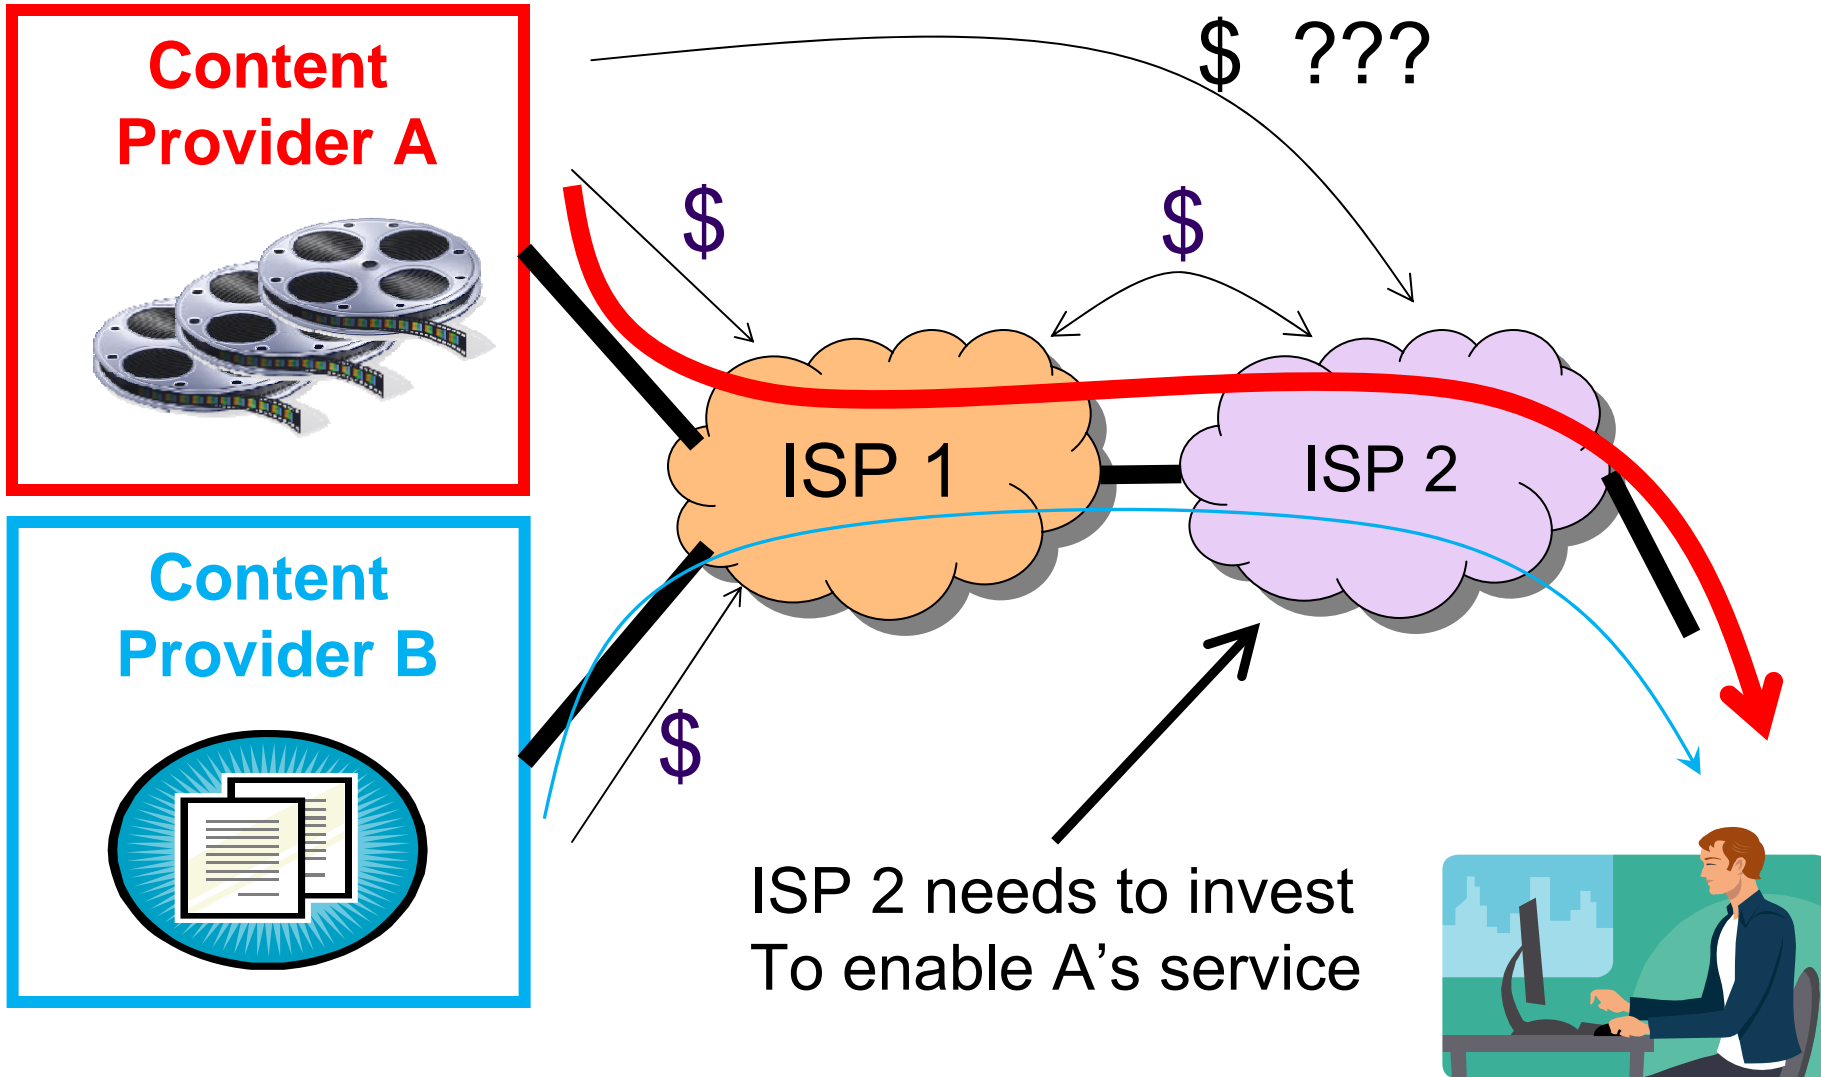 Content
Provider A
$ ???
$
$
ISP 1
ISP 2
Content
Provider B
$
ISP 2 needs to invest
To enable A’s service